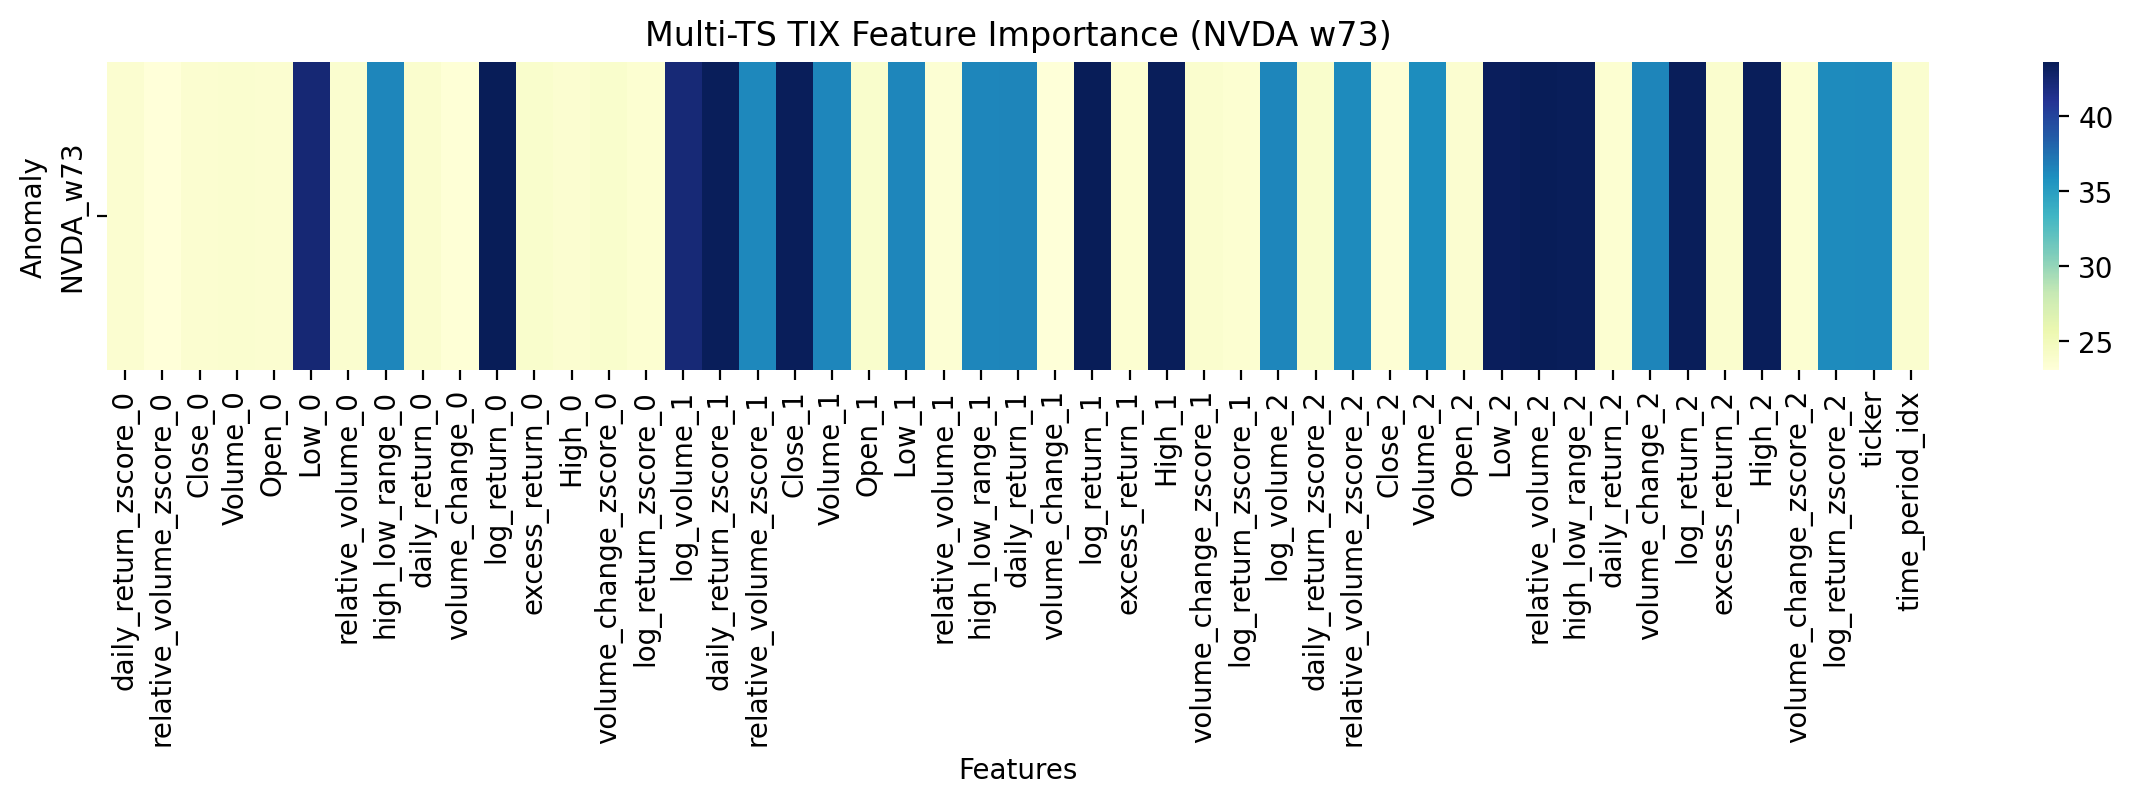 Multi-TS TIX Feature Importance (NVDA w73)
Anomaly
NVDA_w73
40
35
30
25
daily_return_zscore_0
relative_volume_zscore_0
Close_0
Volume_0
Open_0
Low_0
relative_volume_0
high_low_range_0
daily_return_0
volume_change_0
log_return_0
excess_return_0
High_0
volume_change_zscore_0
log_return_zscore_0
log_volume_1
daily_return_zscore_1
relative_volume_zscore_1
Close_1
Volume_1
Open_1
Low_1
relative_volume_1
high_low_range_1
daily_return_1
volume_change_1
log_return_1
excess_return_1
High_1
volume_change_zscore_1
log_return_zscore_1
log_volume_2
daily_return_zscore_2
relative_volume_zscore_2
Close_2
Volume_2
Open_2
Low_2
relative_volume_2
high_low_range_2
daily_return_2
volume_change_2
log_return_2
excess_return_2
High_2
volume_change_zscore_2
log_return_zscore_2
ticker
time_period_idx
Features